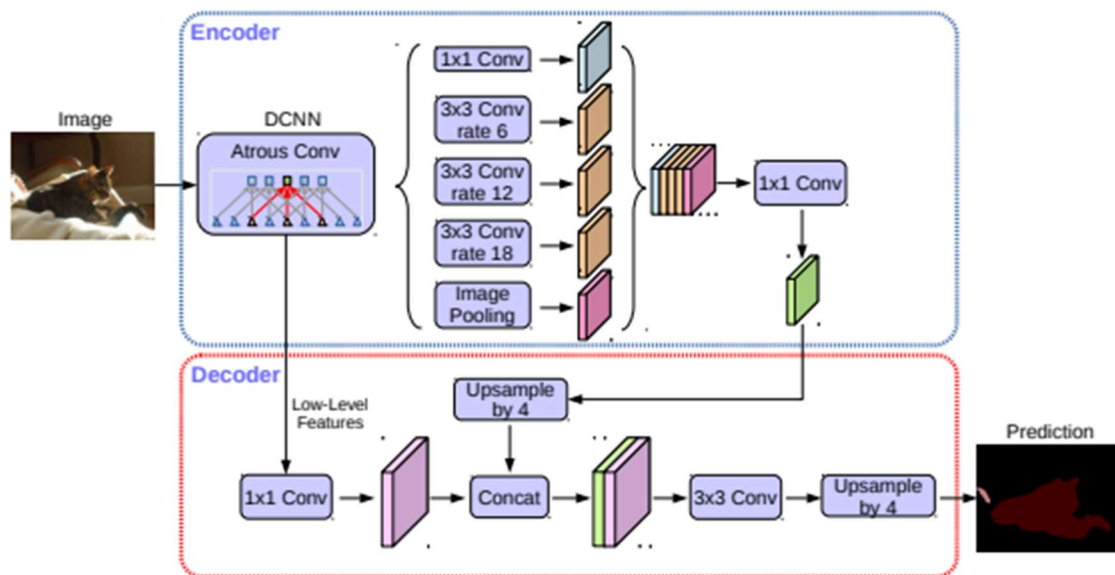 Encoder
Image
DCNN
Atrous Conv
1x1 Conv
3x3 Conv
rate 6
3x3 Conv
rate 12
3x3 Conv
rate 18
Image
Pooling
1x1 Conv
Decoder
Low-Level
Features
Upsample
by 4
1x1 Conv
Concat
3x3 Conv
Upsample
by 4
Prediction